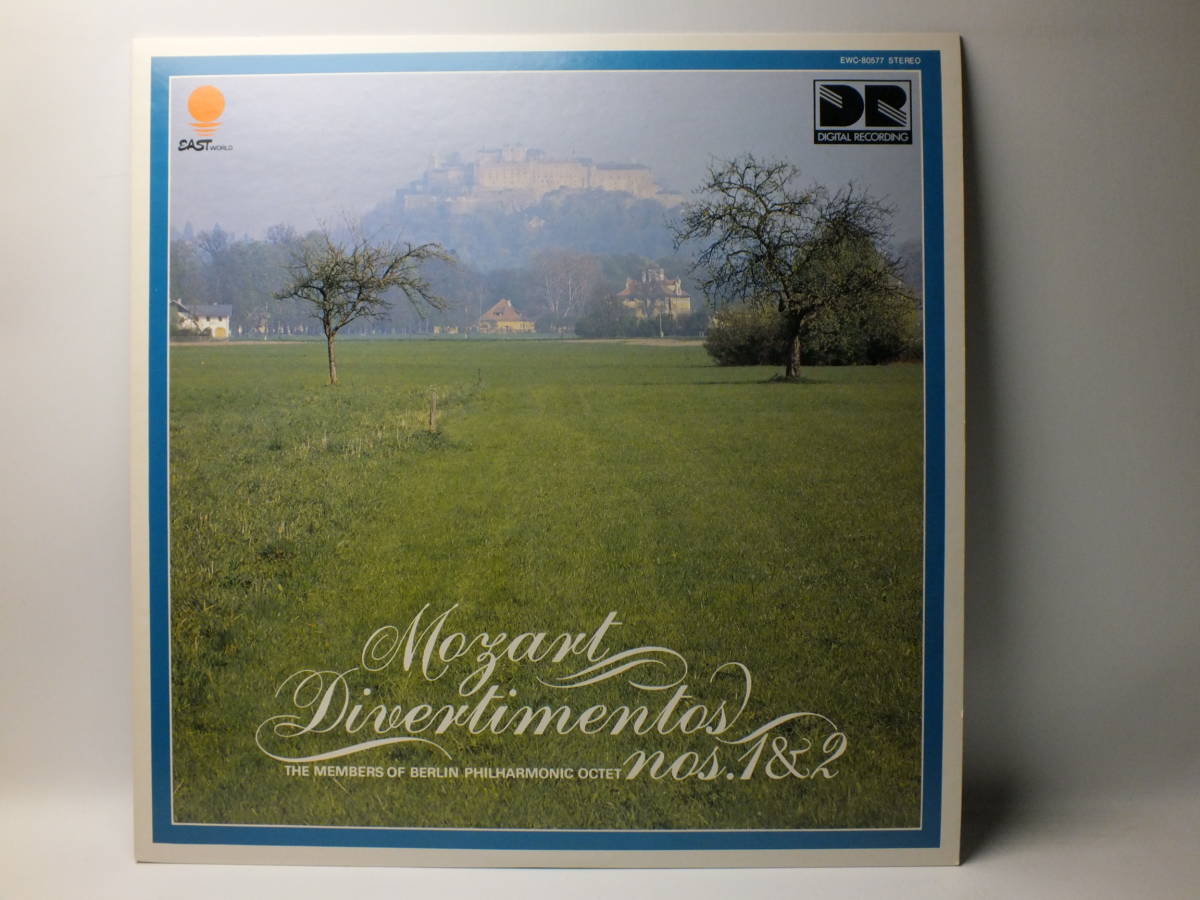 EWC-80577 STEREO
EAST WORLD
DR
DIGITAL RECORDING
Mozart
Divertimentos
nos. 1&2
THE MEMBERS OF BERLIN PHILHARMONIC OCTET